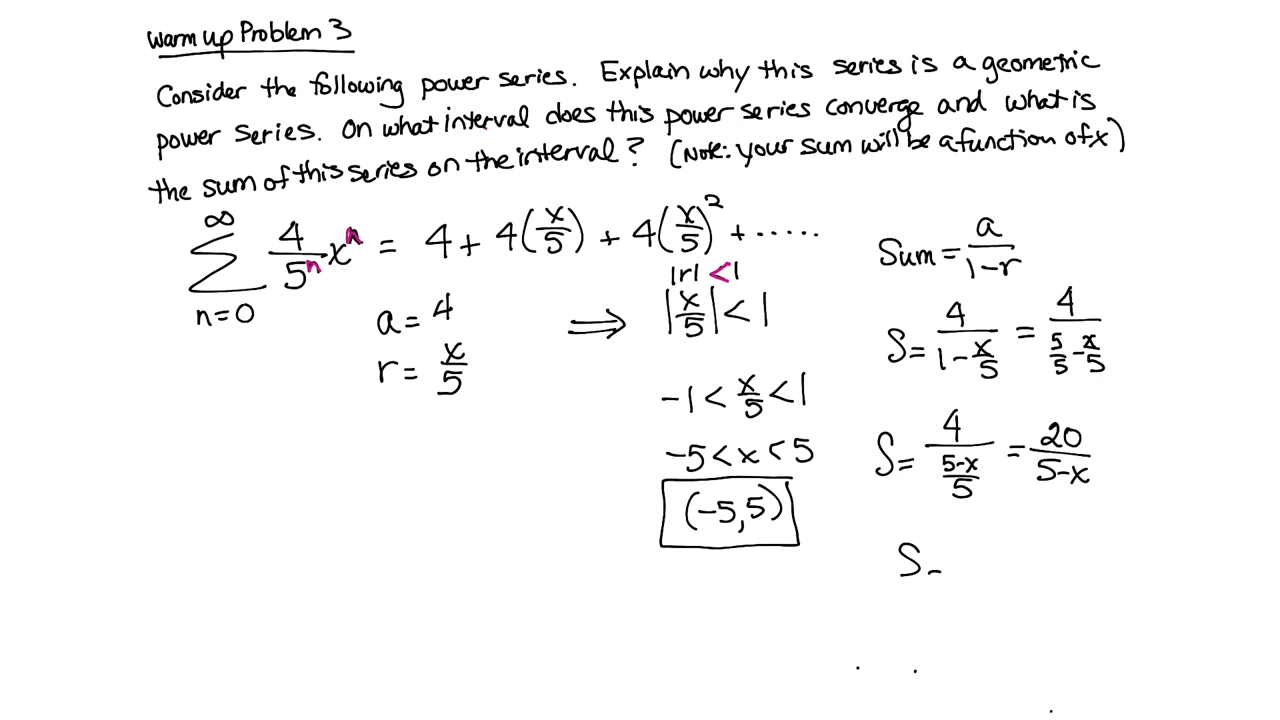 Warm up Problem 3
Consider the following power series. Explain why this series is a geometric
power series. On what interval does this power series converge and what is
the sum of this series on the interval? (Note: your sum will be a function of x)
∑_{n=0}^{∞} 4/5^n x^n = 4 + 4(x/5) + 4(x/5)^2 + ......
a = 4
r = x/5
|r| < 1
⟹ |x/5| < 1
-1 < x/5 < 1
-5 < x < 5
(-5,5)
Sum = a/(1-r)
S = 4/(1 - x/5) = 4/(5/5 - x/5)
S = 4/((5-x)/5) = 20/(5-x)
S -